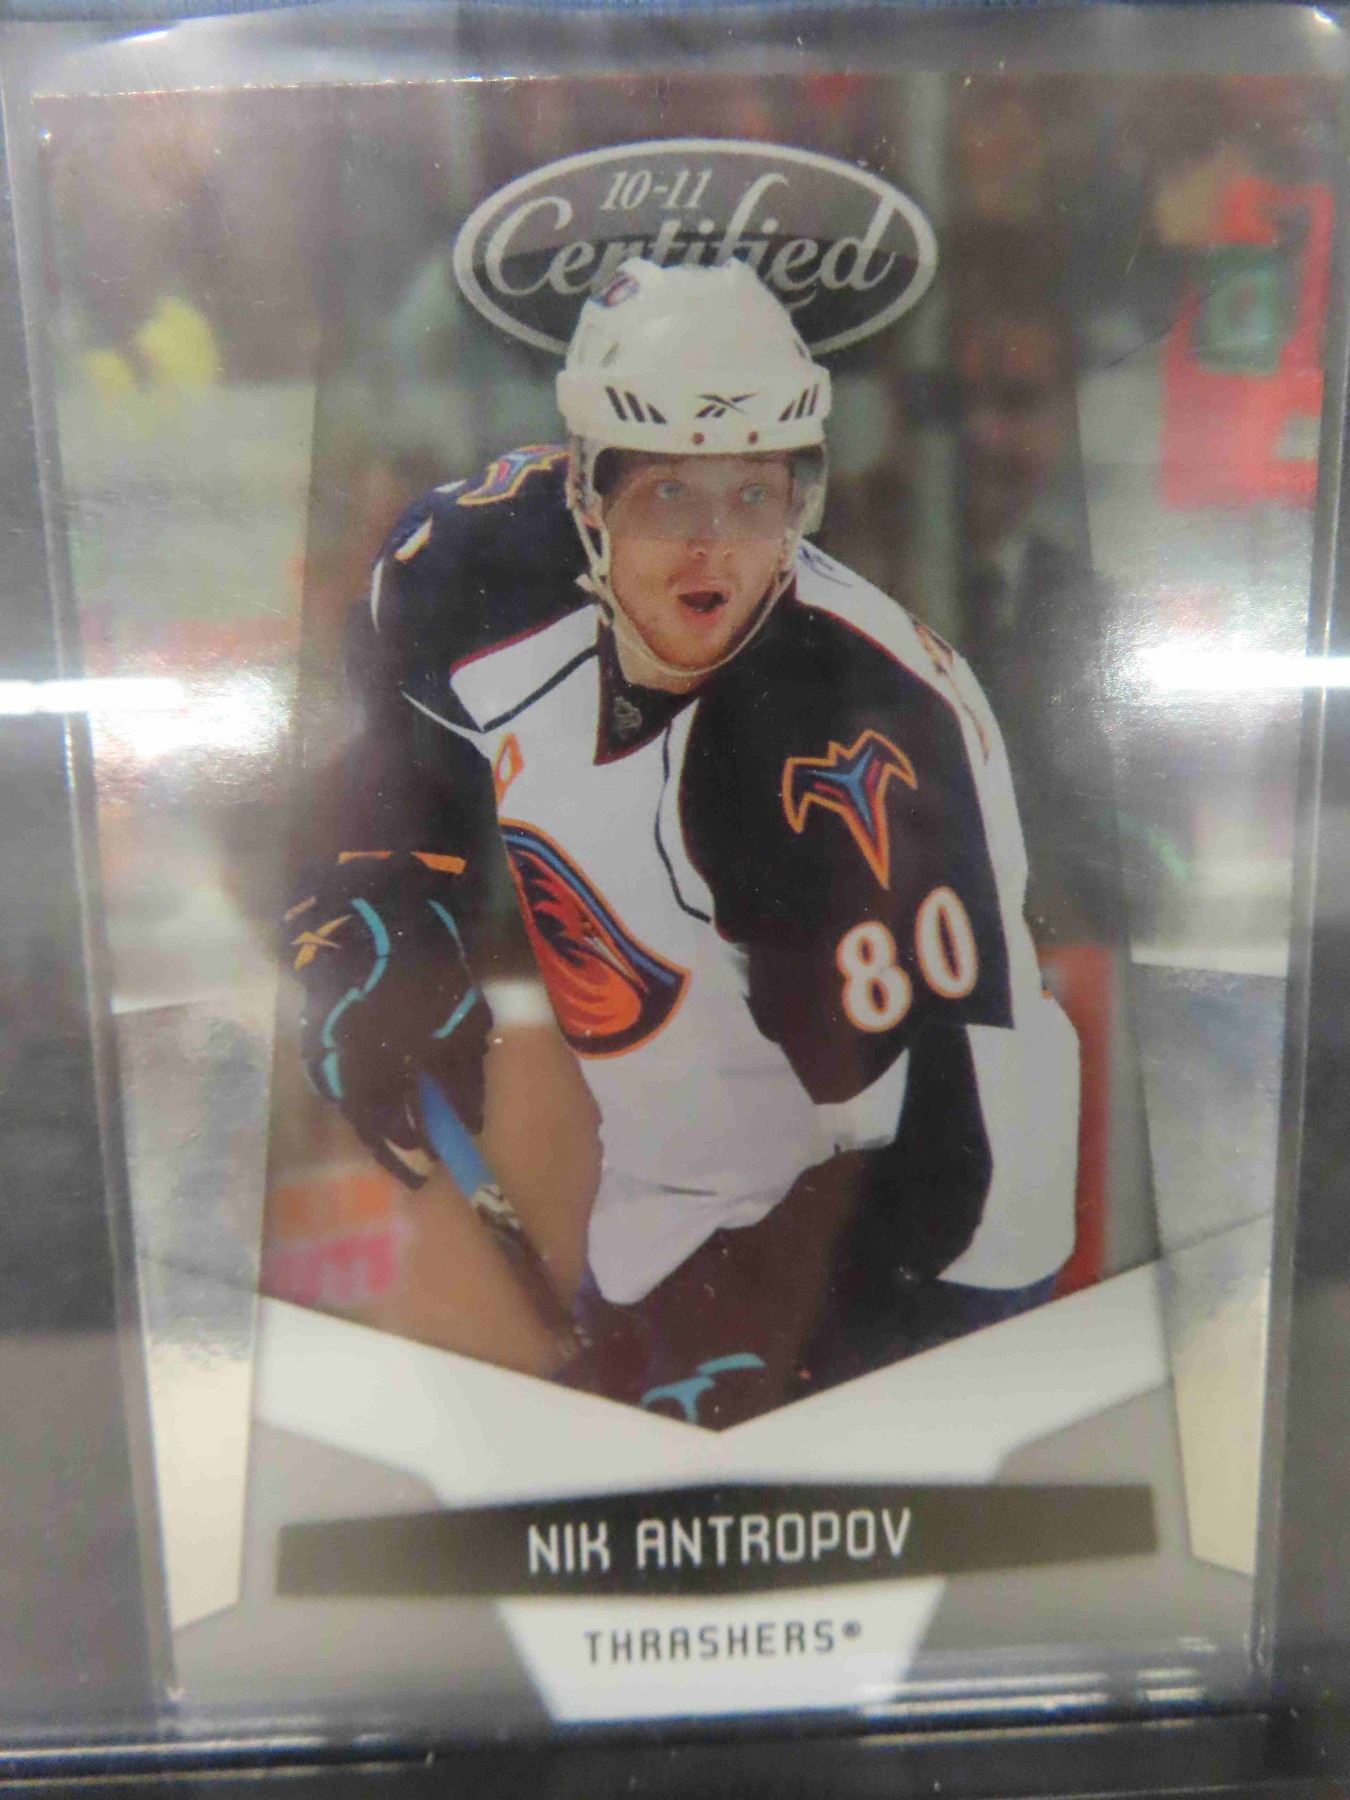 10-11
Certified
80
NIK ANTROPOV
THRASHERS®